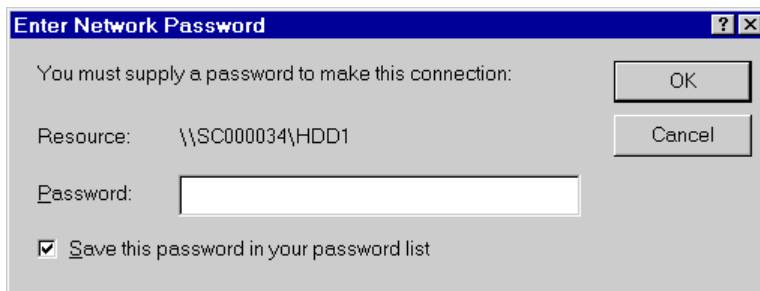 Enter Network Password
You must supply a password to make this connection:
OK
Resource: \\SC000034\HDD1
Cancel
Password:
Save this password in your password list